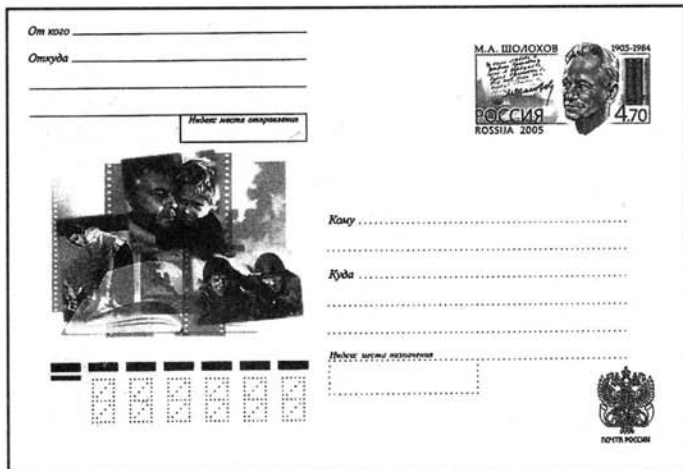 От кого
Откуда
Индекс места отправления
М.А. ШОЛОХОВ 1905-1984
РОССИЯ 4.70
ROSSIJA 2005
Кому
Куда
Индекс места назначения
ПОЧТА РОССИИ